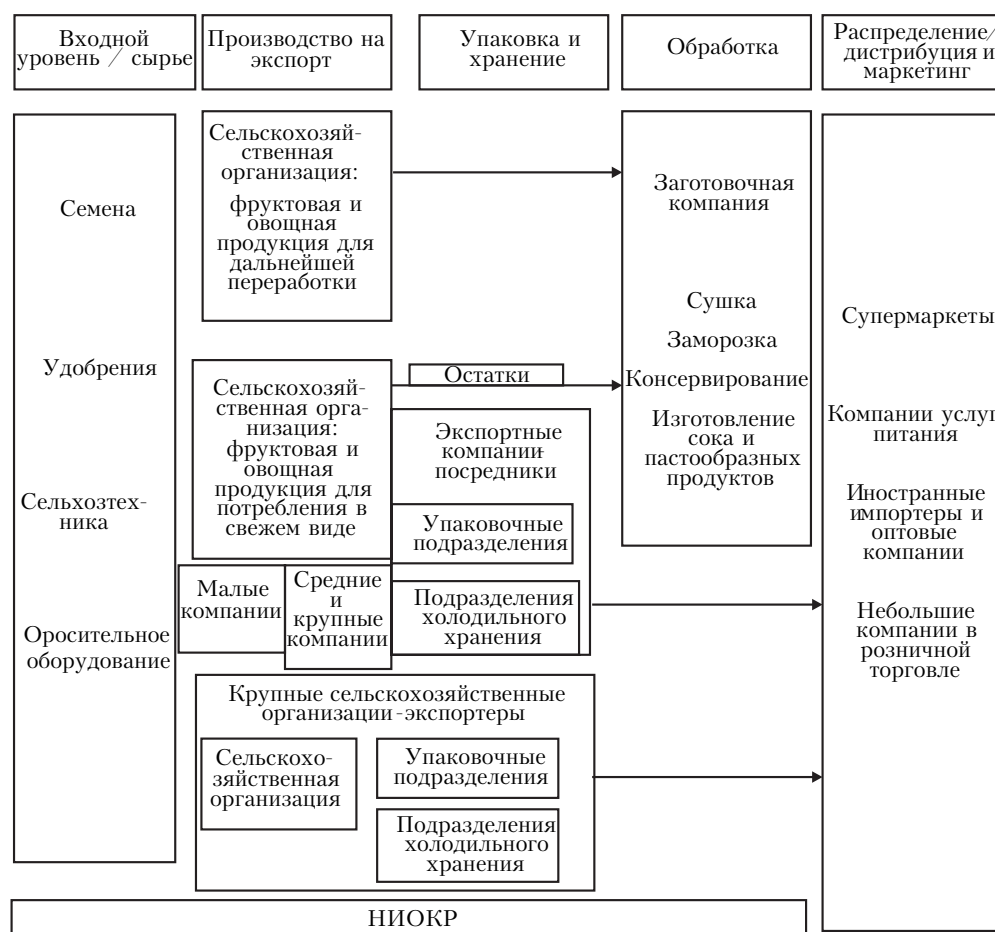 Входной
уровень / сырье
Производство на
экспорт
Упаковка и
хранение
Обработка
Распределение/
дистрибуция и
маркетинг
Семена
Удобрения
Сельхозтех-
ника
Оросительное
оборудование
Сельскохозяй-
ственная
организация:
фруктовая и
овощная
продукция для
дальнейшей
переработки
Сельскохозяй-
ственная орга-
низация:
фруктовая и
овощная
продукция для
потребления в
свежем виде
Малые
компании
Средние
и
крупные
компании
Остатки
Экспортные
компании-
посредники
Упаковочные
подразделения
Подразделения
холодильного
хранения
Крупные сельскохозяйственные
организации-экспортеры
Сельскохо-
зяйственная
организация
Упаковочные
подразделения
Подразделения
холодильного
хранения
Заготовочная
компания
Сушка
Заморозка
Консервирование
Изготовление
сока и
пастообразных
продуктов
Супермаркеты
Компании услуг
питания
Иностранные
импортеры и
оптовые
компании
Небольшие
компании в
розничной
торговле
НИОКР